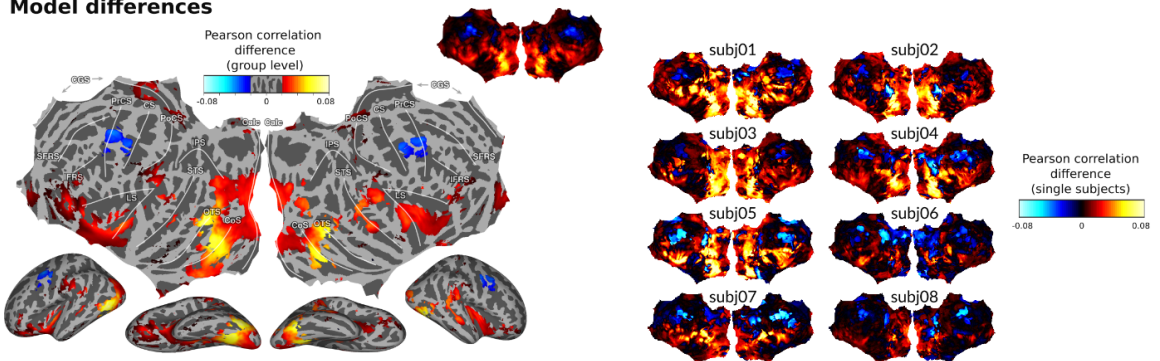 Model differences
Pearson correlation
difference
(group level)
-0.08 0 0.08
CGS
CGS
PrCS
CS
PoCS
Calc Calc
IPS
STS
SFRS
IFRS
LS
OTS
CoS
PoCS
CS
PrCS
IPS
STS
SFRS
IFRS
LS
CoS
OTS
subj01
subj02
subj03
subj04
subj05
subj06
subj07
subj08
Pearson correlation
difference
(single subjects)
-0.08 0 0.08